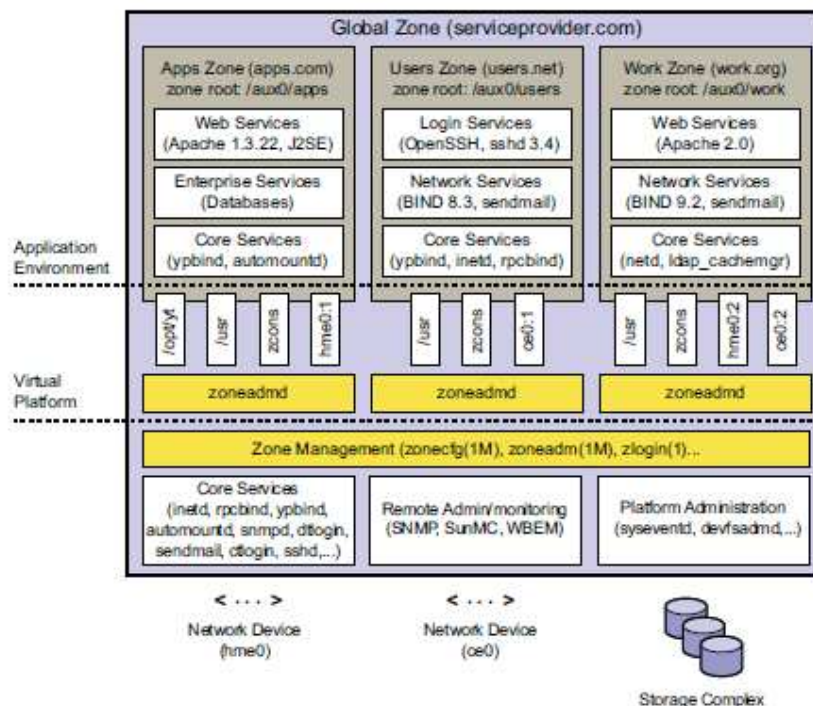 Global Zone (serviceprovider.com)
Apps Zone (apps.com)
zone root: /aux0/apps
Web Services
(Apache 1.3.22, J2SE)
Enterprise Services
(Databases)
Core Services
(ypbind, automountd)
Users Zone (users.net)
zone root: /aux0/users
Login Services
(OpenSSH, sshd 3.4)
Network Services
(BIND 8.3, sendmail)
Core Services
(ypbind, inetd, rpcbind)
Work Zone (work.org)
zone root: /aux0/work
Web Services
(Apache 2.0)
Network Services
(BIND 9.2, sendmail)
Core Services
(inetd, ldap_cachemgr)
Application
Environment
/opt/yt
/usr
zcons
hme0:1
/usr
zcons
ce0:1
/usr
zcons
hme0:2
ce0:2
Virtual
Platform
zoneadmd
zoneadmd
zoneadmd
Zone Management (zonecfg(1M), zoneadm(1M), zlogin(1)...
Core Services
(inetd, rpcbind, ypbind,
automountd, snmpd, dtlogin,
sendmail, ctlogin, sshd,...)
Remote Admin/monitoring
(SNMP, SunMC, WBEM)
Platform Administration
(syseventd, devfsadmd,...)
< ... >
Network Device
(hme0)
< ... >
Network Device
(ce0)
Storage Complex